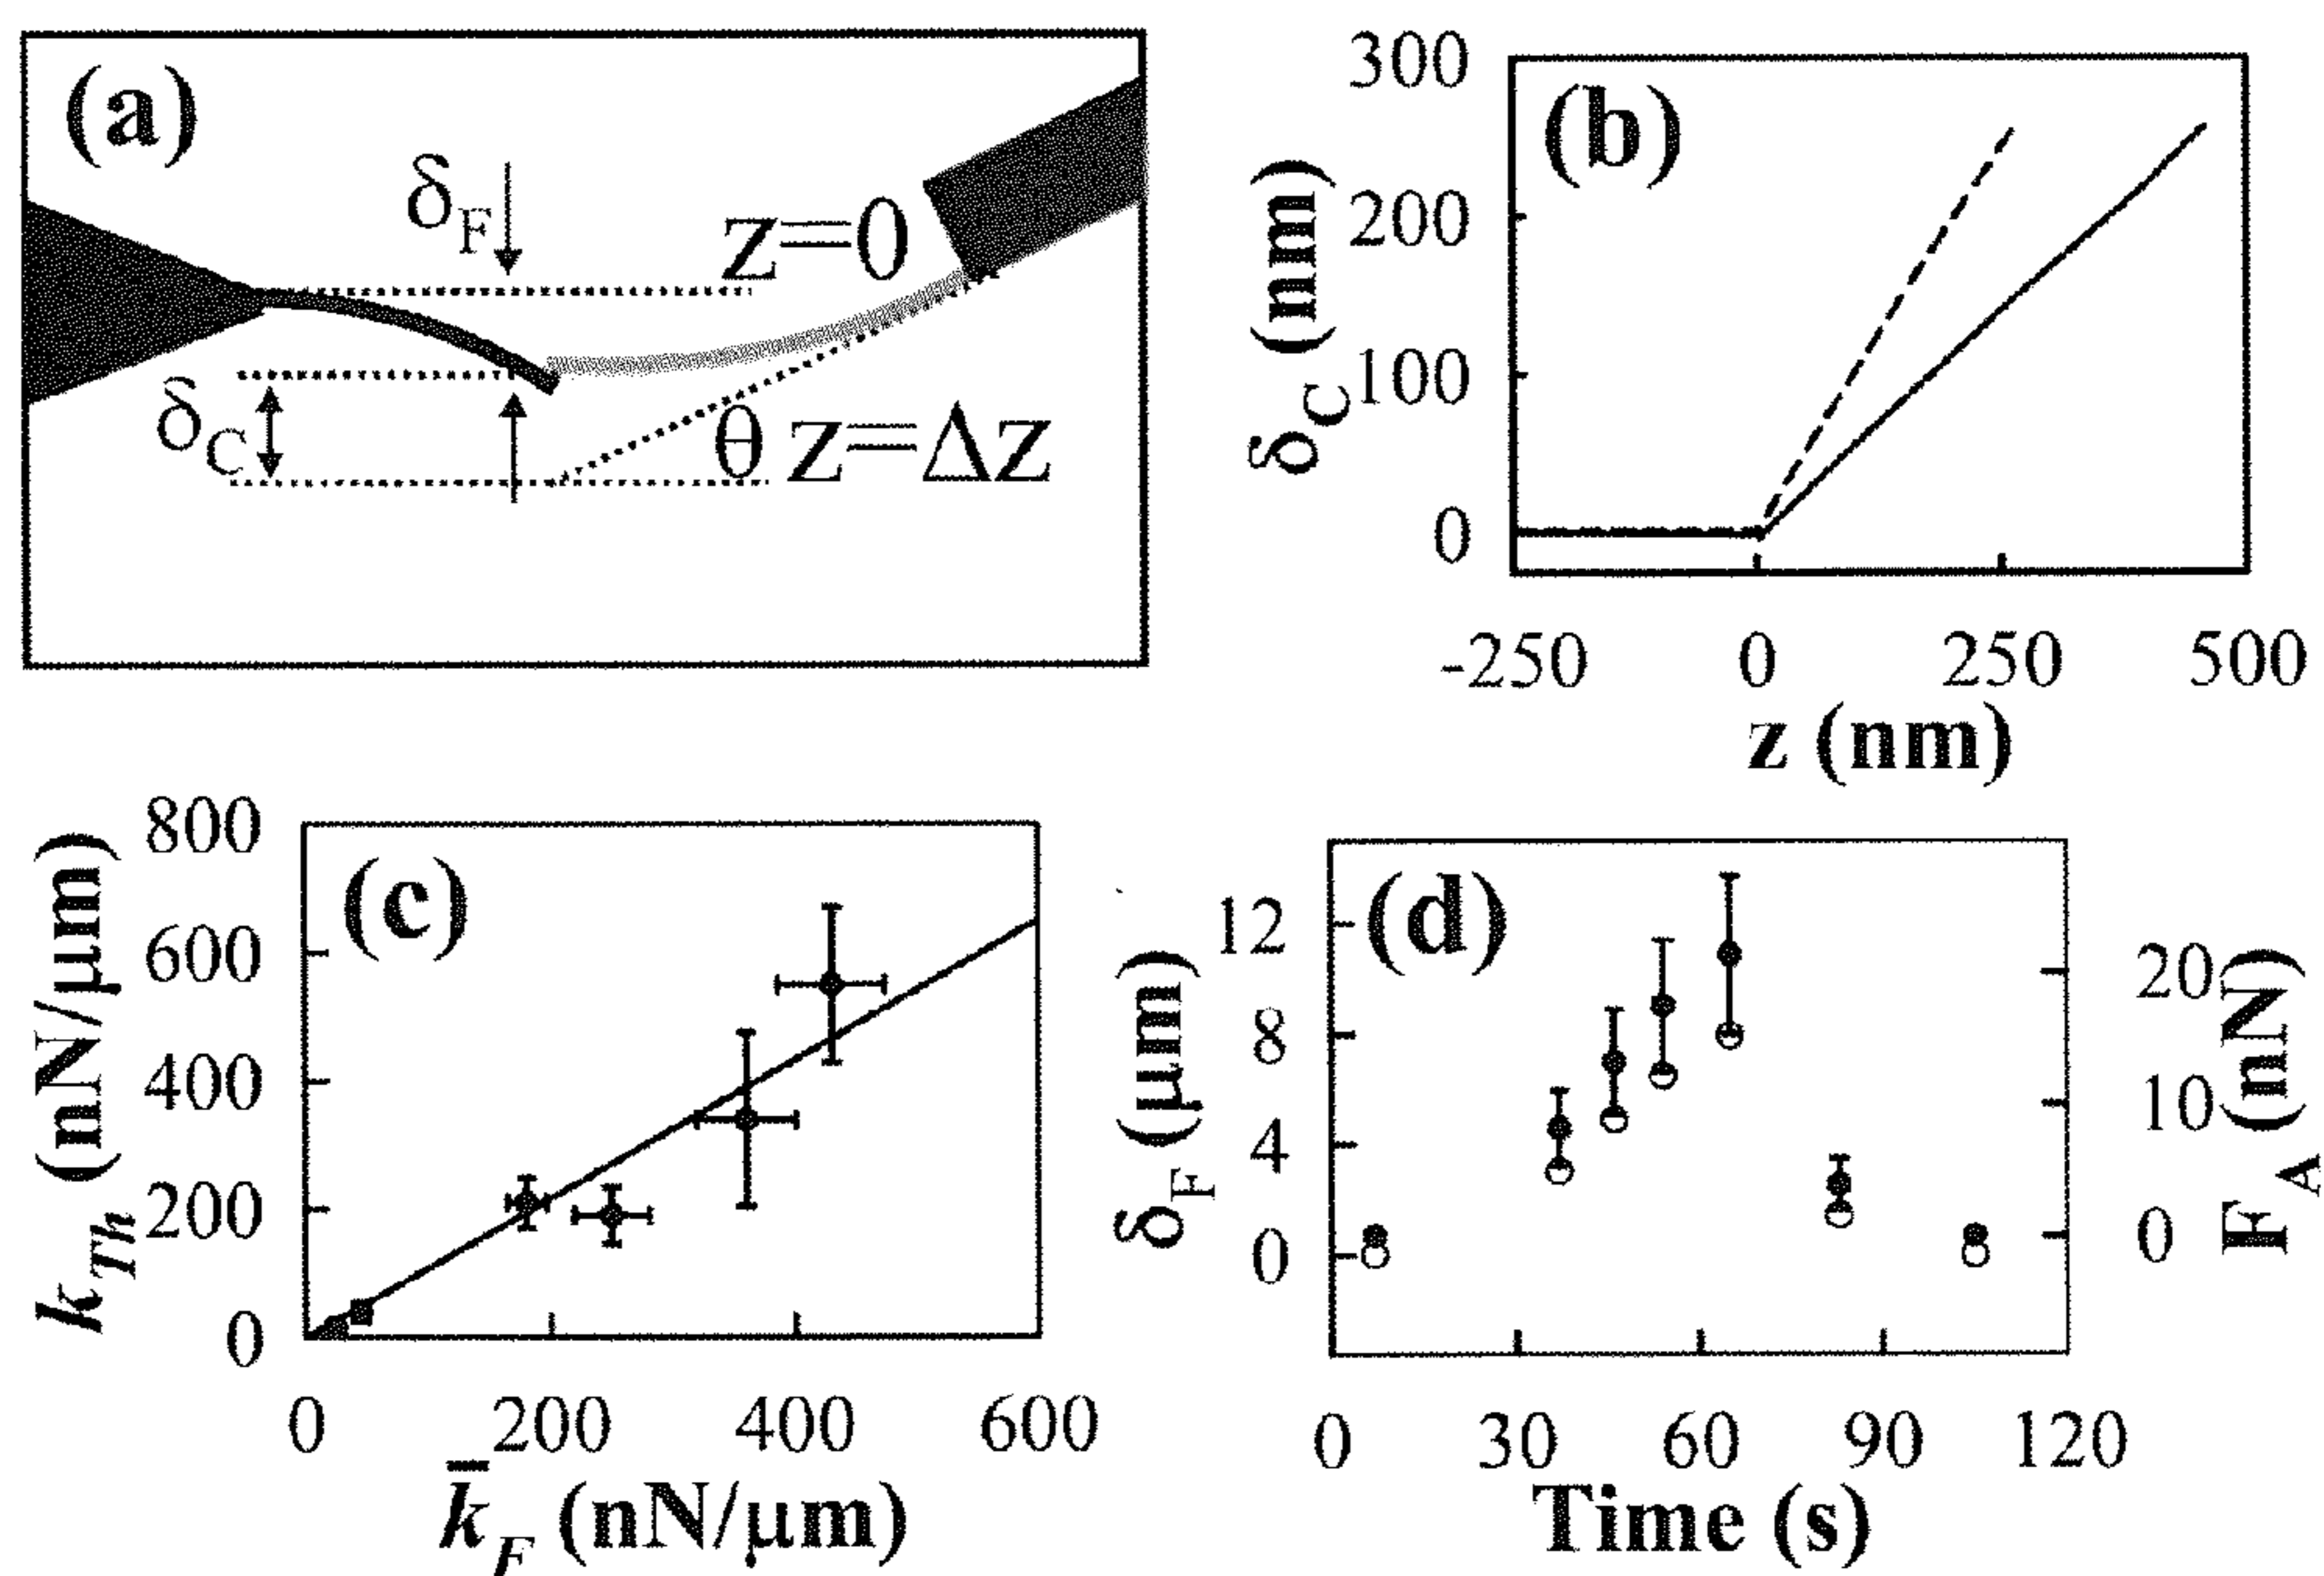 (a)
δF
z=0
δC
θ z=Δz
(b)
300
200
100
0
δC (nm)
-250 0 250 500
z (nm)
(c)
800
600
400
200
0
kTh (nN/μm)
0 200 400 600
k̄F (nN/μm)
(d)
12
8
4
0
δF (μm)
20
10
0
FA (nN)
0 30 60 90 120
Time (s)